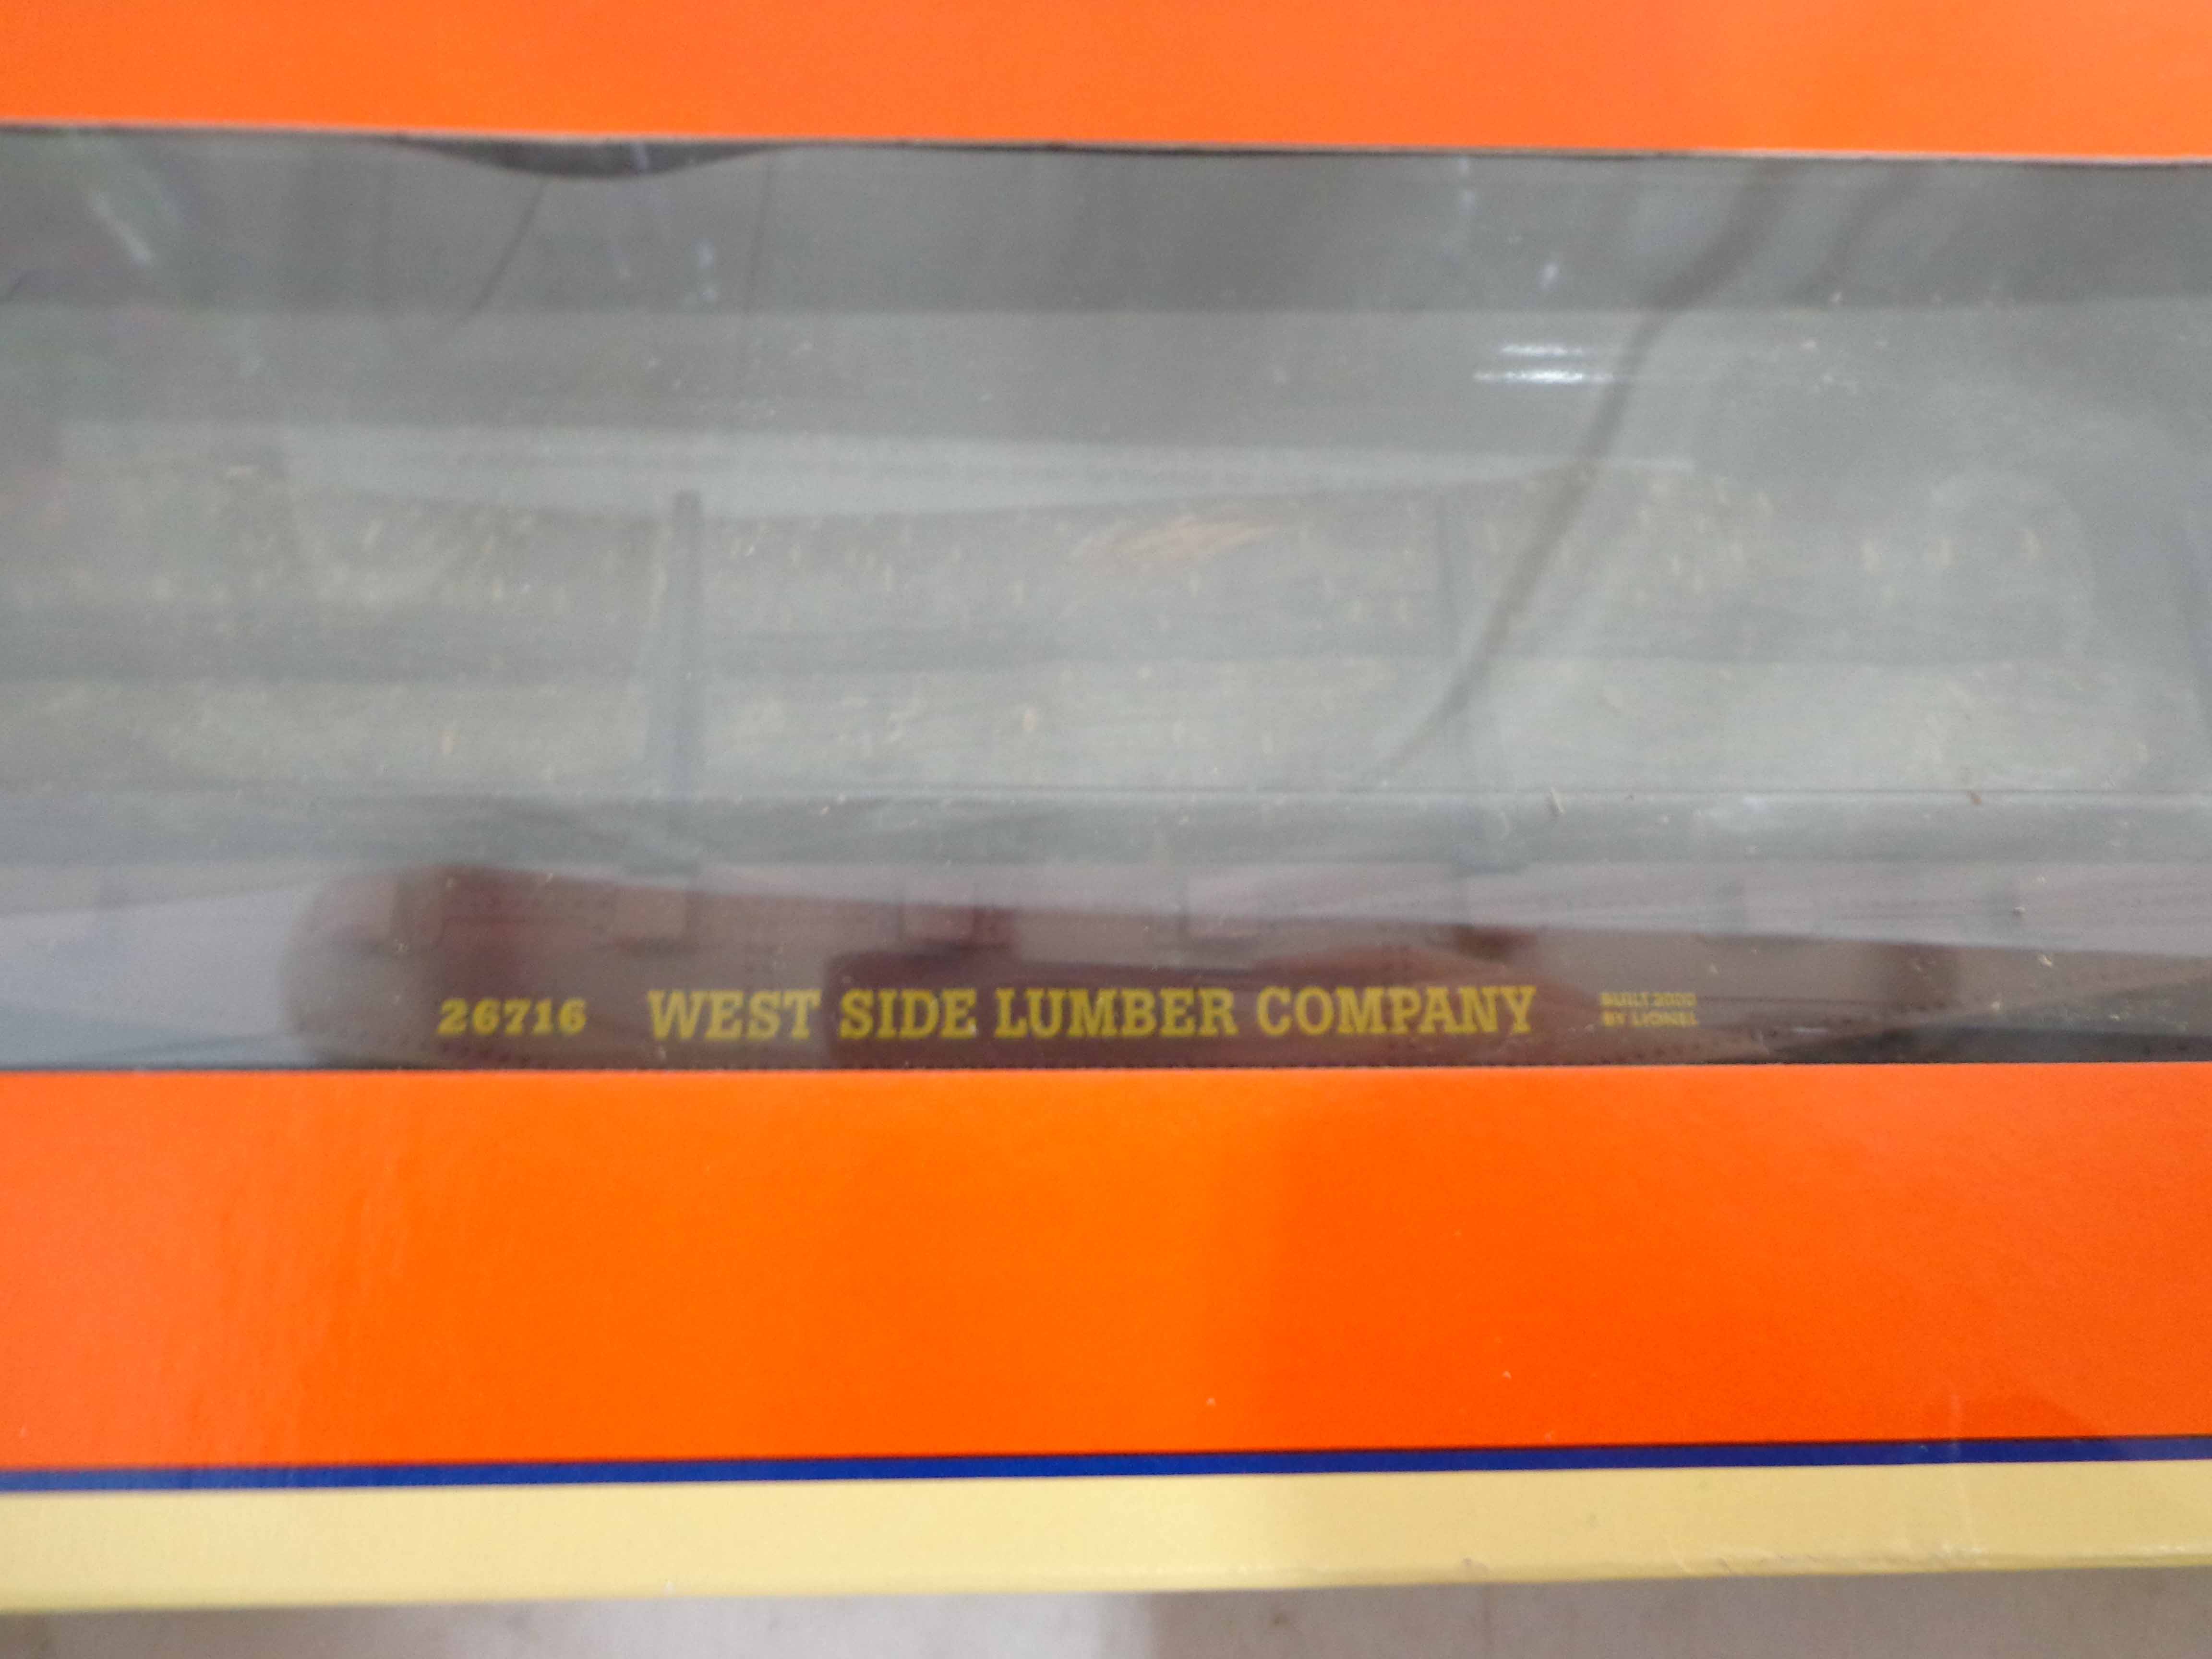 26716 WEST SIDE LUMBER COMPANY
BUILT 2000
BY LIONEL